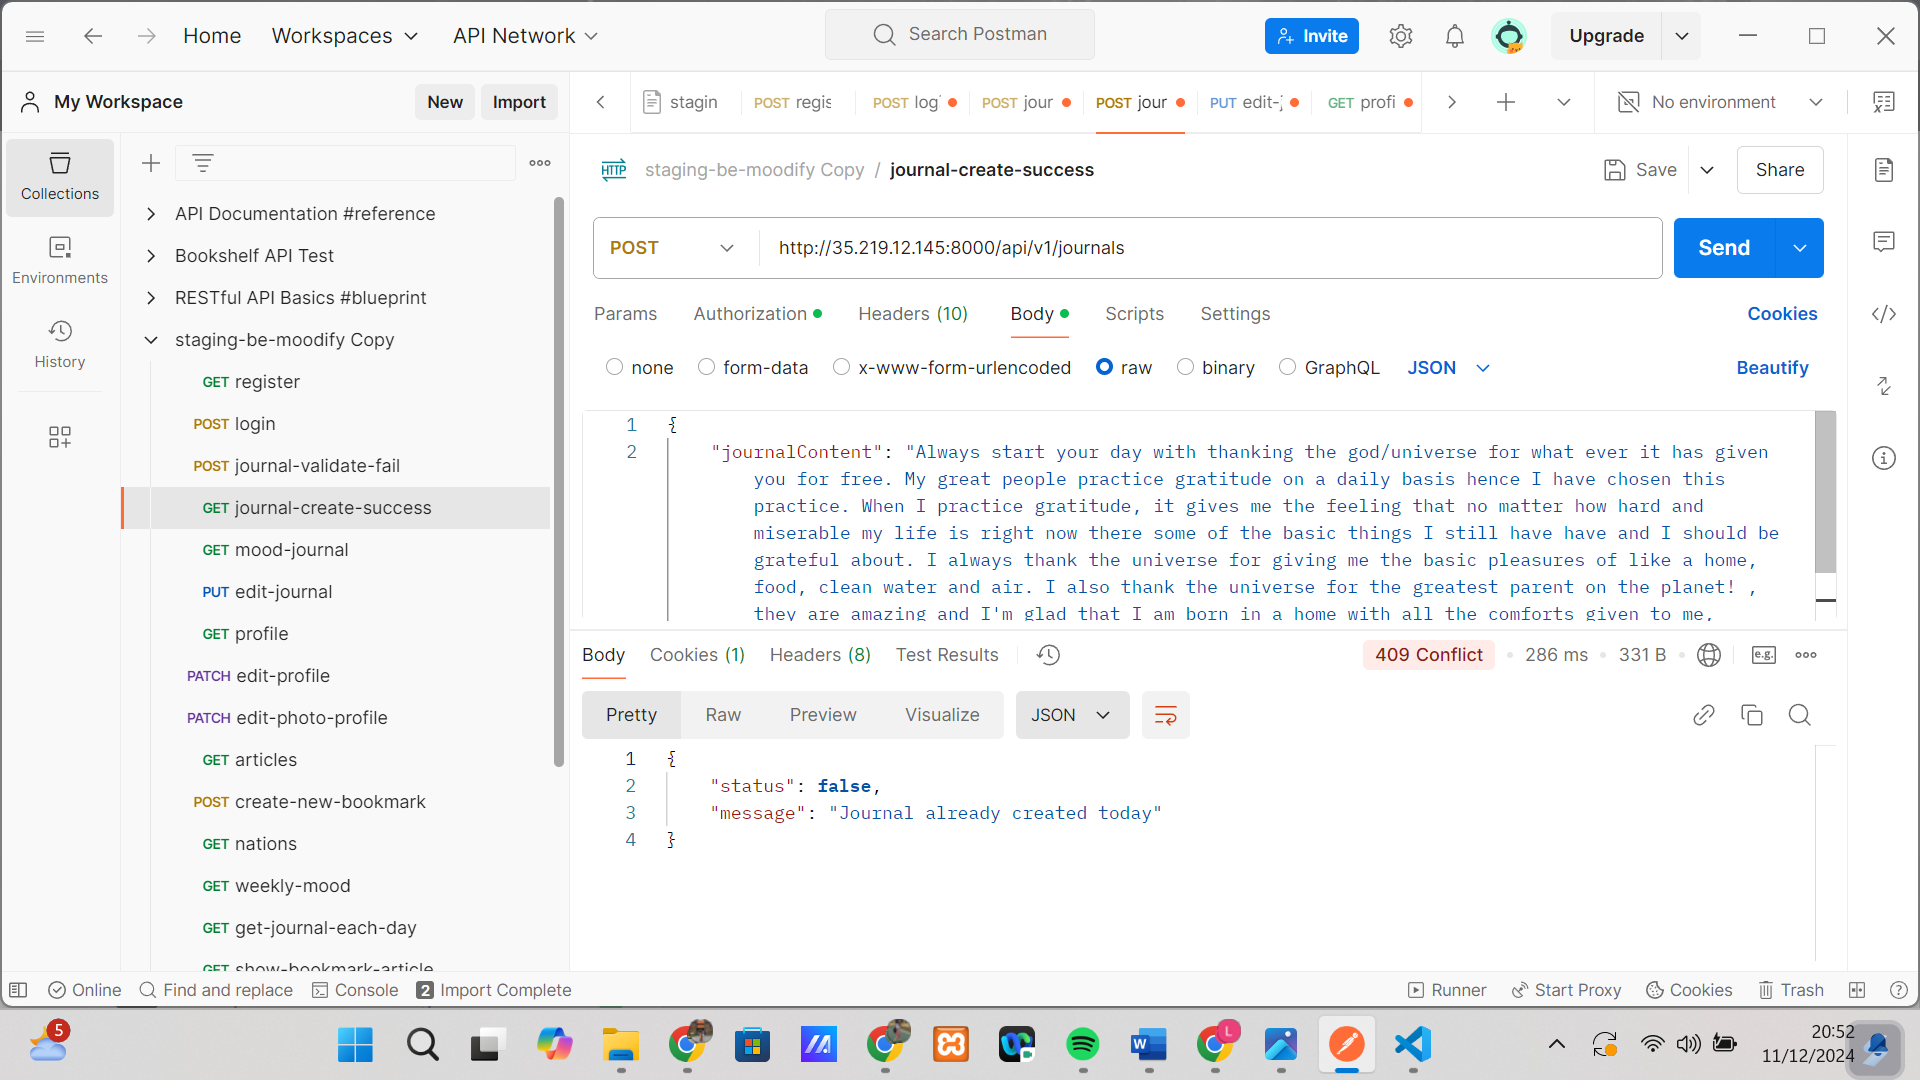 Home
Workspaces
API Network
Search Postman
Invite
Upgrade
My Workspace
New
Import
stagin
POST regis
POST log
POST jour
POST jour
PUT edit-j
GET profi
No environment
Collections
Environments
History
API Documentation #reference
Bookshelf API Test
RESTful API Basics #blueprint
staging-be-moodify Copy
GET register
POST login
POST journal-validate-fail
GET journal-create-success
GET mood-journal
PUT edit-journal
GET profile
PATCH edit-profile
PATCH edit-photo-profile
GET articles
POST create-new-bookmark
GET nations
GET weekly-mood
GET get-journal-each-day
GET show-bookmark-article
HTTP
staging-be-moodify Copy / journal-create-success
Save
Share
POST
http://35.219.12.145:8000/api/v1/journals
Send
Params
Authorization
Headers (10)
Body
Scripts
Settings
Cookies
none
form-data
x-www-form-urlencoded
raw
binary
GraphQL
JSON
Beautify
1 {
2 "journalContent": "Always start your day with thanking the god/universe for what ever it has given
you for free. My great people practice gratitude on a daily basis hence I have chosen this
practice. When I practice gratitude, it gives me the feeling that no matter how hard and
miserable my life is right now there some of the basic things I still have have and I should be
grateful about. I always thank the universe for giving me the basic pleasures of like a home,
food, clean water and air. I also thank the universe for the greatest parent on the planet! ,
they are amazing and I'm glad that I am born in a home with all the comforts given to me,
Body
Cookies (1)
Headers (8)
Test Results
409 Conflict
286 ms
331 B
e.g.
Pretty
Raw
Preview
Visualize
JSON
1 {
2 "status": false,
3 "message": "Journal already created today"
4 }
Online
Find and replace
Console
2 Import Complete
Runner
Start Proxy
Cookies
Trash
5
L
20:52
11/12/2024